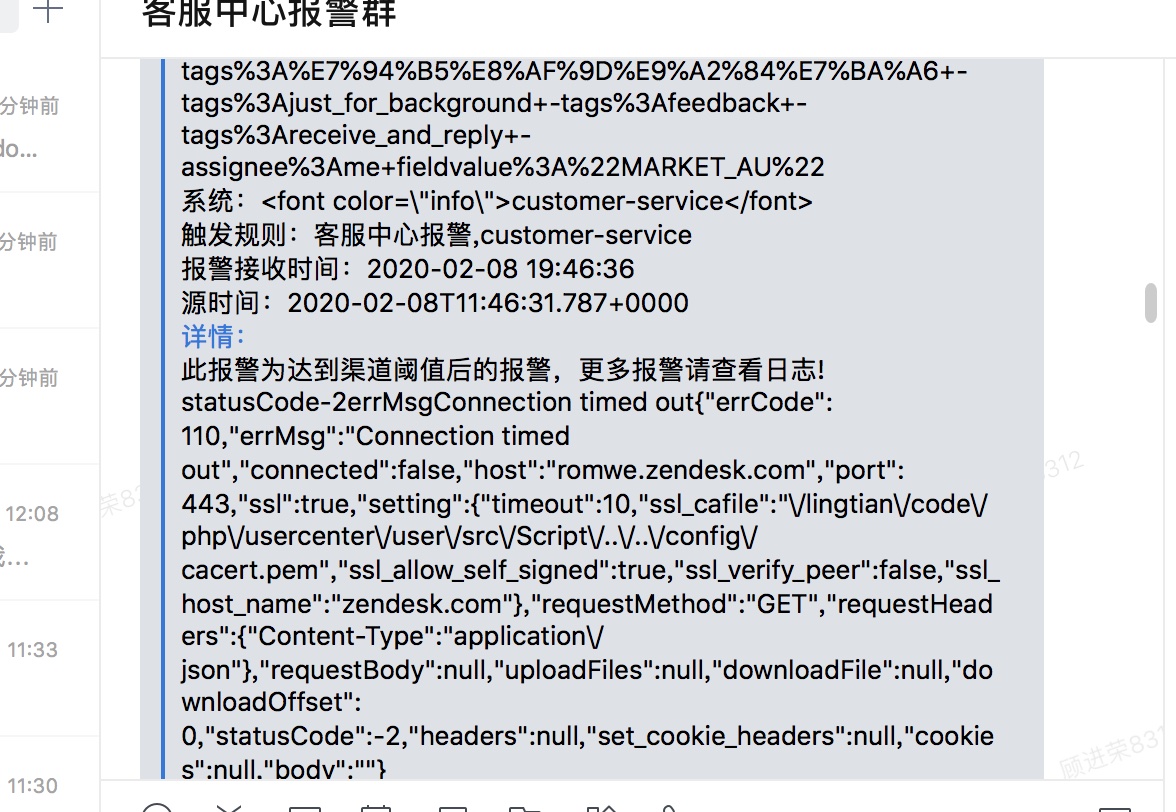 客服中心报警群
分钟前
do...
分钟前
分钟前
12:08
...
11:33
11:30
tags%3A%E7%94%B5%E8%AF%9D%E9%A2%84%E7%BA%A6+-
tags%3Ajust_for_background+-tags%3Afeedback+-
tags%3Areceive_and_reply+-
assignee%3Ame+fieldvalue%3A%22MARKET_AU%22
系统：<font color=\"info\">customer-service</font>
触发规则：客服中心报警,customer-service
报警接收时间：2020-02-08 19:46:36
源时间：2020-02-08T11:46:31.787+0000
详情：
此报警为达到渠道阈值后的报警，更多报警请查看日志!
statusCode-2errMsgConnection timed out{"errCode":
110,"errMsg":"Connection timed
out","connected":false,"host":"romwe.zendesk.com","port":
443,"ssl":true,"setting":{"timeout":10,"ssl_cafile":"\/lingtian\/code\/
php\/usercenter\/user\/src\/Script\/..\/..\/config\/
cacert.pem","ssl_allow_self_signed":true,"ssl_verify_peer":false,"ssl_
host_name":"zendesk.com"},"requestMethod":"GET","requestHead
ers":{"Content-Type":"application\/
json"},"requestBody":null,"uploadFiles":null,"downloadFile":null,"do
wnloadOffset":
0,"statusCode":-2,"headers":null,"set_cookie_headers":null,"cookie
s":null,"body":""}
荣83
8312
顾进荣831